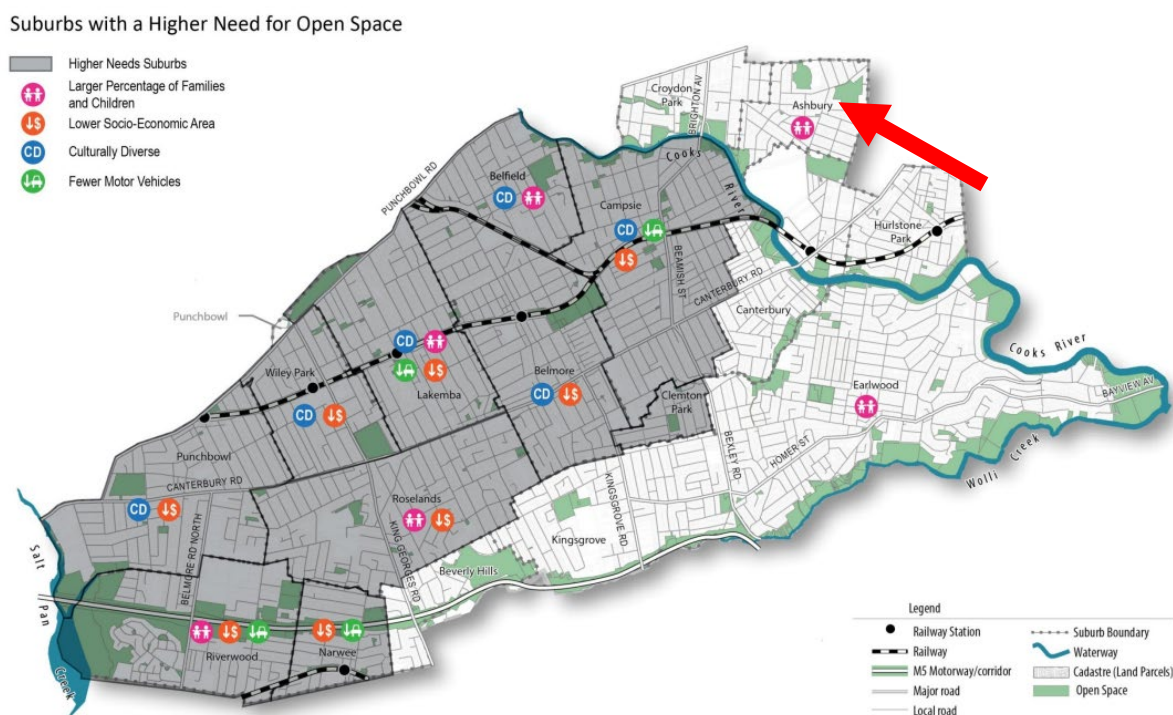 Suburbs with a Higher Need for Open Space
Higher Needs Suburbs
Larger Percentage of Families
and Children
↓$ Lower Socio-Economic Area
CD Culturally Diverse
Fewer Motor Vehicles
Croydon
Park
BRIGHTON AV
Ashbury
Cooks
River
PUNCHBOWL RD
Belfield
CD
Campsie
CD
↓$
Hurlstone
Park
BEAMISH ST
CANTERBURY RD
Canterbury
Punchbowl
Wiley Park
CD ↓$
CD
↓$
Lakemba
Belmore
CD ↓$
Clemton
Park
Earlwood
Cooks River
BAYVIEW AV
HOMER ST
BEXLEY RD
Wolli Creek
Punchbowl
CANTERBURY RD
CD ↓$
Roselands
↓$
KINGSGROVE RD
Kingsgrove
KING GEORGES RD
BELMORE RD NORTH
Beverly Hills
Salt
Pan
Creek
↓$
Riverwood
↓$
Narwee
Legend
Railway Station
Railway
M5 Motorway/corridor
Major road
Local road
Suburb Boundary
Waterway
Cadastre (Land Parcels)
Open Space